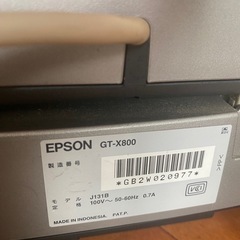 EPSON GT-X800
製造番号
*GB2W020977*
モデル J131B
定格 100V～ 50-60Hz 0.7A
MADE IN INDONESIA. PAT.P.